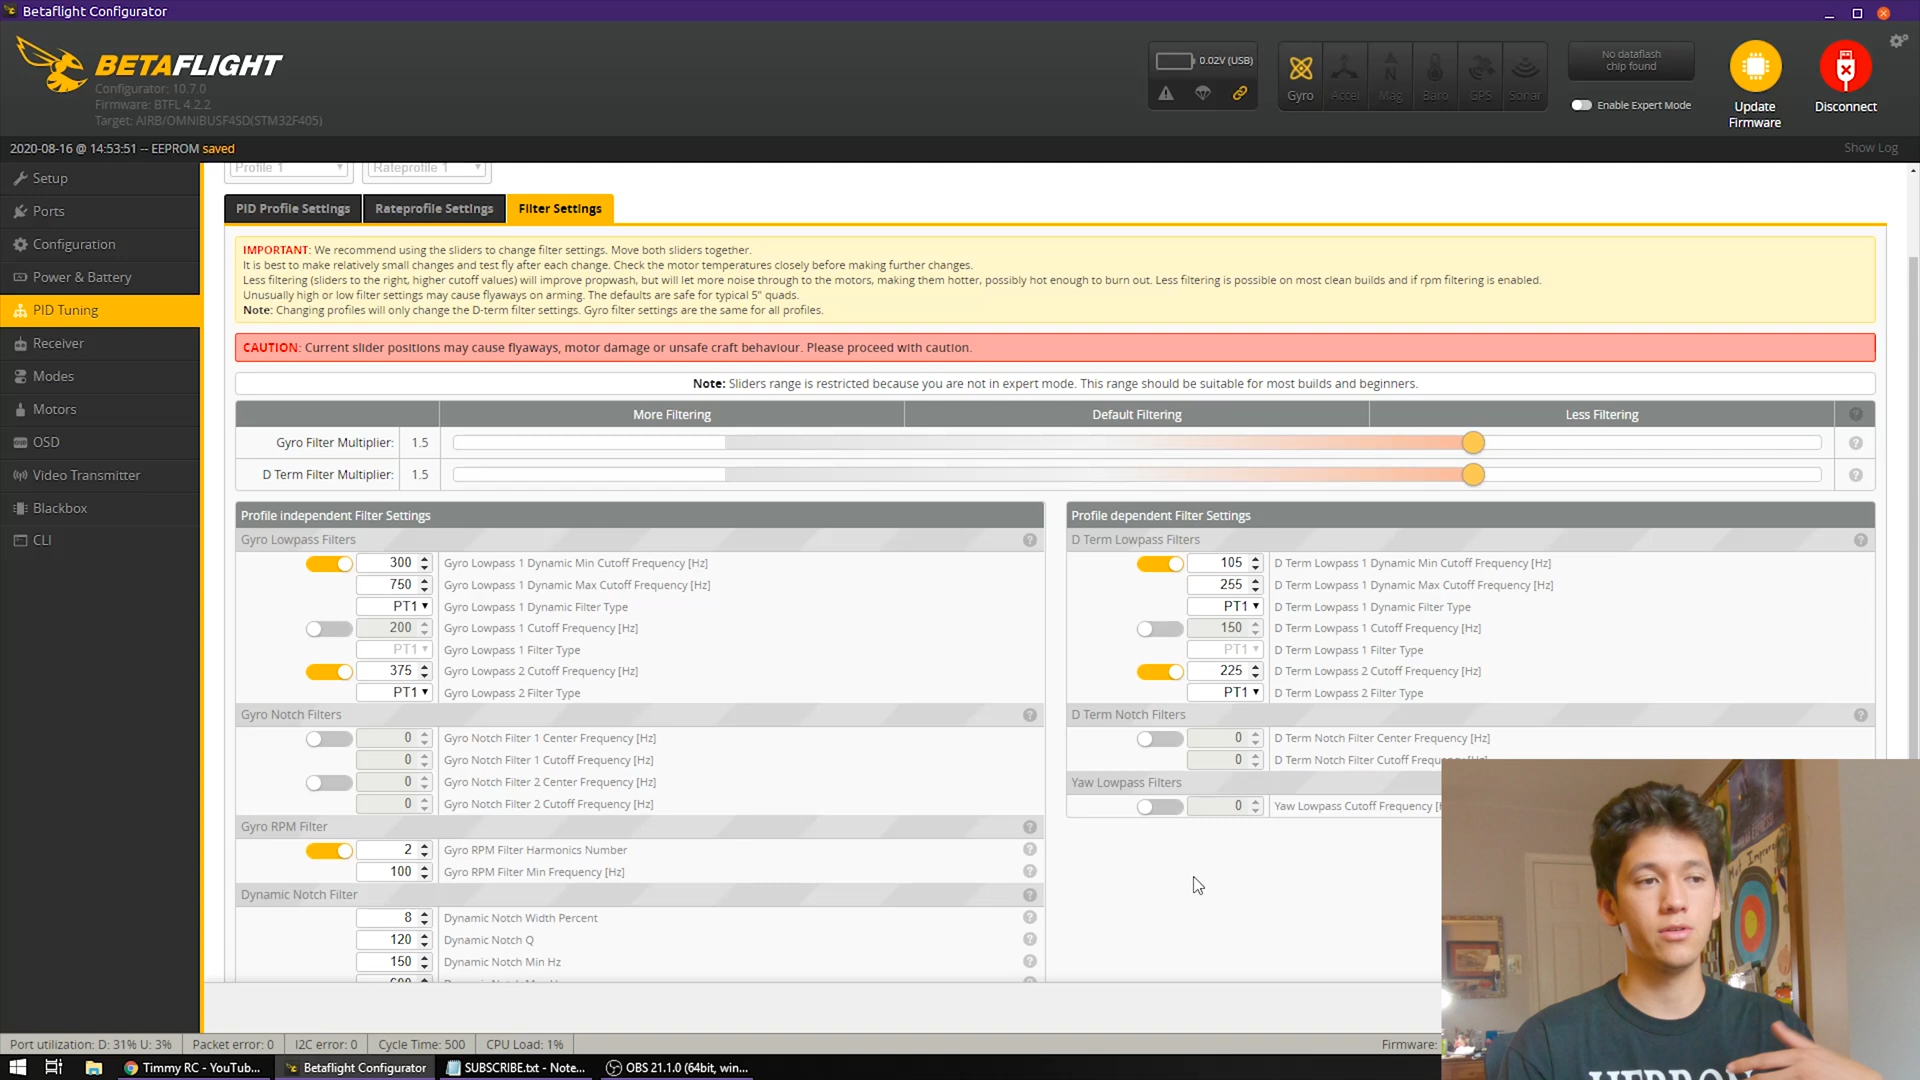 Betaflight Configurator
BETAFLIGHT
Configurator: 10.7.0
Firmware: BTFL 4.2.2
Target: AIRB/OMNIBUSF4SD(STM32F405)
0.02V (USB)
Gyro
Accel
Mag
Baro
GPS
Sonar
No dataflash
chip found
Enable Expert Mode
Update
Firmware
Disconnect
2020-08-16 @ 14:53:51 -- EEPROM saved
Show Log
Setup
Ports
Configuration
Power & Battery
PID Tuning
Receiver
Modes
Motors
OSD
Video Transmitter
Blackbox
CLI
Profile 1
Rateprofile 1
PID Profile Settings
Rateprofile Settings
Filter Settings
IMPORTANT: We recommend using the sliders to change filter settings. Move both sliders together.
It is best to make relatively small changes and test fly after each change. Check the motor temperatures closely before making further changes.
Less filtering (sliders to the right, higher cutoff values) will improve propwash, but will let more noise through to the motors, making them hotter, possibly hot enough to burn out. Less filtering is possible on most clean builds and if rpm filtering is enabled.
Unusually high or low filter settings may cause flyaways on arming. The defaults are safe for typical 5" quads.
Note: Changing profiles will only change the D-term filter settings. Gyro filter settings are the same for all profiles.
CAUTION: Current slider positions may cause flyaways, motor damage or unsafe craft behaviour. Please proceed with caution.
Note: Sliders range is restricted because you are not in expert mode. This range should be suitable for most builds and beginners.
More Filtering
Default Filtering
Less Filtering
Gyro Filter Multiplier: 1.5
D Term Filter Multiplier: 1.5
Profile independent Filter Settings
Gyro Lowpass Filters
300 Gyro Lowpass 1 Dynamic Min Cutoff Frequency [Hz]
750 Gyro Lowpass 1 Dynamic Max Cutoff Frequency [Hz]
PT1 Gyro Lowpass 1 Dynamic Filter Type
200 Gyro Lowpass 1 Cutoff Frequency [Hz]
PT1 Gyro Lowpass 1 Filter Type
375 Gyro Lowpass 2 Cutoff Frequency [Hz]
PT1 Gyro Lowpass 2 Filter Type
Gyro Notch Filters
0 Gyro Notch Filter 1 Center Frequency [Hz]
0 Gyro Notch Filter 1 Cutoff Frequency [Hz]
0 Gyro Notch Filter 2 Center Frequency [Hz]
0 Gyro Notch Filter 2 Cutoff Frequency [Hz]
Gyro RPM Filter
2 Gyro RPM Filter Harmonics Number
100 Gyro RPM Filter Min Frequency [Hz]
Dynamic Notch Filter
8 Dynamic Notch Width Percent
120 Dynamic Notch Q
150 Dynamic Notch Min Hz
Profile dependent Filter Settings
D Term Lowpass Filters
105 D Term Lowpass 1 Dynamic Min Cutoff Frequency [Hz]
255 D Term Lowpass 1 Dynamic Max Cutoff Frequency [Hz]
PT1 D Term Lowpass 1 Dynamic Filter Type
150 D Term Lowpass 1 Cutoff Frequency [Hz]
PT1 D Term Lowpass 1 Filter Type
225 D Term Lowpass 2 Cutoff Frequency [Hz]
PT1 D Term Lowpass 2 Filter Type
D Term Notch Filters
0 D Term Notch Filter Center Frequency [Hz]
0 D Term Notch Filter Cutoff
Yaw Lowpass Filters
0 Yaw Lowpass Cutoff Frequency
Port utilization: D: 31% U: 3%
Packet error: 0
I2C error: 0
Cycle Time: 500
CPU Load: 1%
Firmware:
Timmy RC - YouTub...
Betaflight Configurator
SUBSCRIBE.txt - Note...
OBS 21.1.0 (64bit, win...